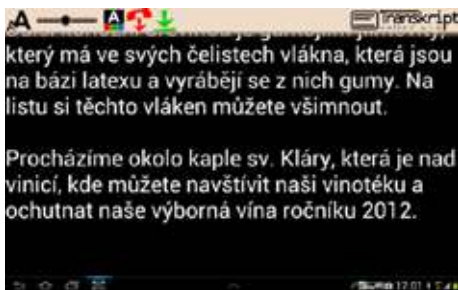 A Transkript
který má ve svých čelistech vlákna, která jsou
na bázi latexu a vyrábějí se z nich gumy. Na
listu si těchto vláken můžete všimnout.
Procházíme okolo kaple sv. Kláry, která je nad
vinicí, kde můžete navštívit naši vinotéku a
ochutnat naše výborná vína ročníku 2012.
17:01